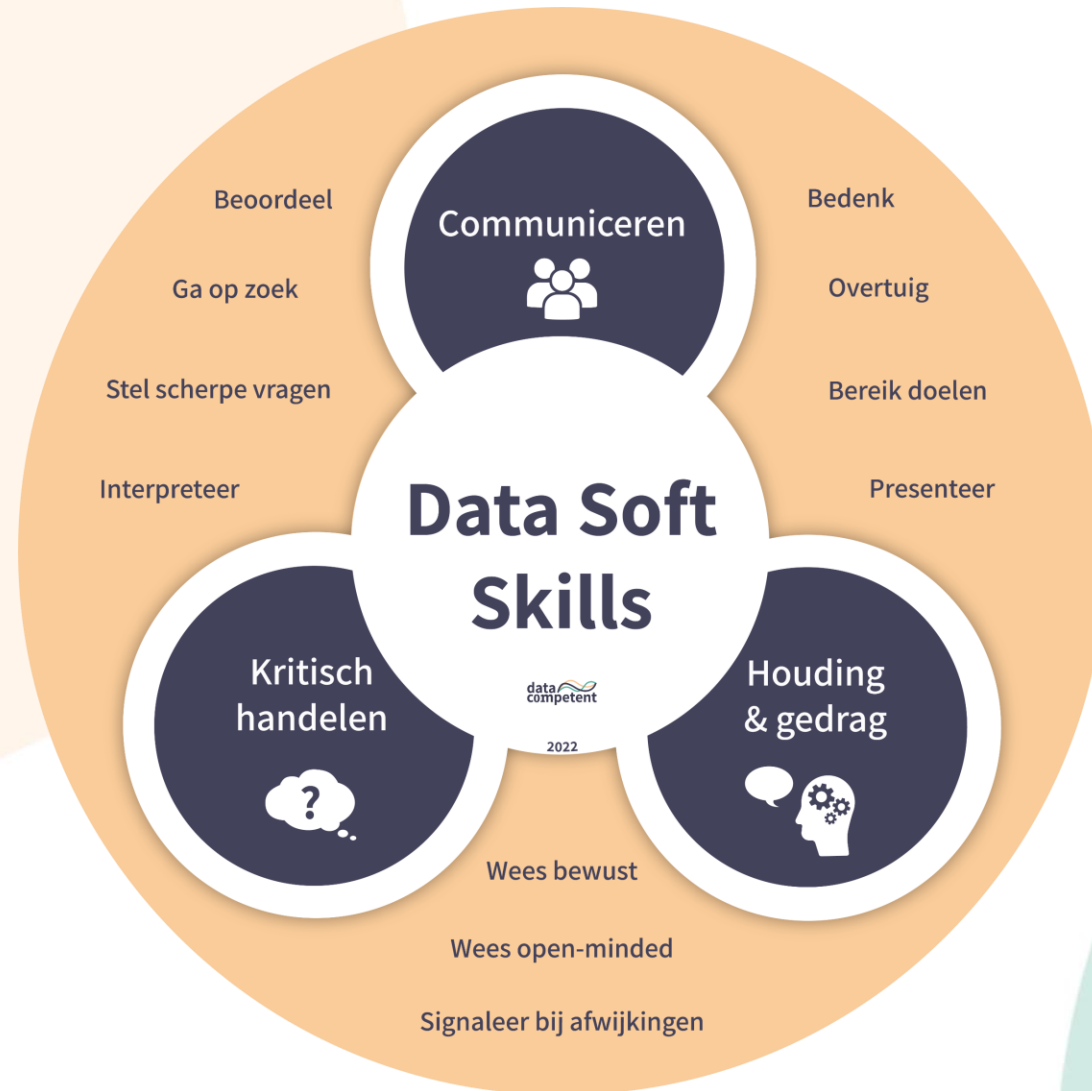 Communiceren
Beoordeel
Ga op zoek
Stel scherpe vragen
Interpreteer
Bedenk
Overtuig
Bereik doelen
Presenteer
Data Soft
Skills
data
competent
2022
Kritisch
handelen
?
Houding
& gedrag
Wees bewust
Wees open-minded
Signaleer bij afwijkingen